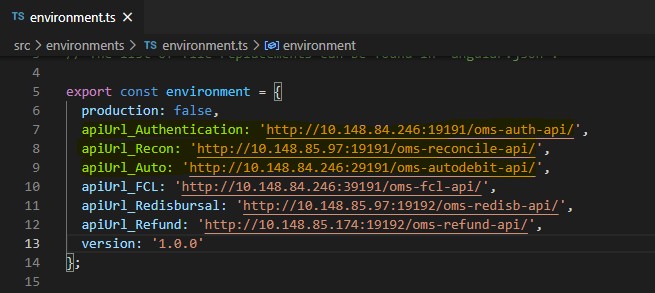 TS environment.ts ×
src > environments > TS environment.ts > environment
// The list of file replacements can be found in `angular.json`.
4
5 export const environment = {
6 production: false,
7 apiUrl_Authentication: 'http://10.148.84.246:19191/oms-auth-api/',
8 apiUrl_Recon: 'http://10.148.85.97:19191/oms-reconcile-api/',
9 apiUrl_Auto: 'http://10.148.84.246:29191/oms-autodebit-api/',
10 apiUrl_FCL: 'http://10.148.84.246:39191/oms-fcl-api/',
11 apiUrl_Redisbursal: 'http://10.148.85.97:19192/oms-redisb-api/',
12 apiUrl_Refund: 'http://10.148.85.174:19192/oms-refund-api/',
13 version: '1.0.0'
14 };
15